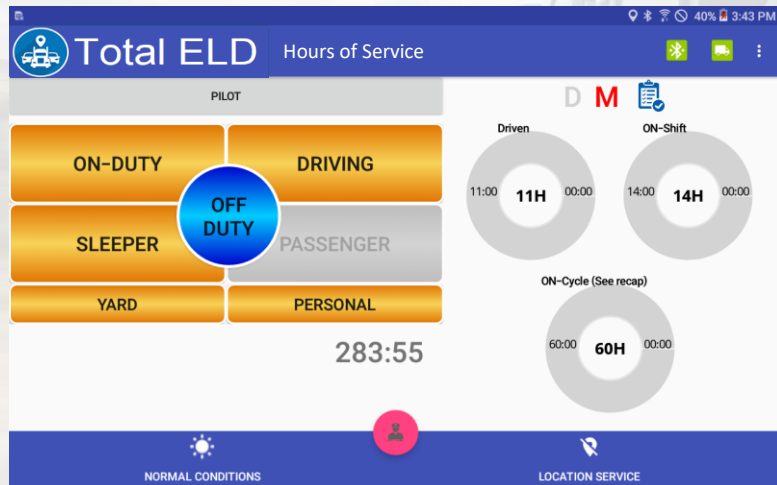 40% 3:43 PM
Total ELD Hours of Service
PILOT
D M
ON-DUTY DRIVING
OFF
DUTY
SLEEPER PASSENGER
YARD PERSONAL
283:55
Driven
11:00 11H 00:00
ON-Shift
14:00 14H 00:00
ON-Cycle (See recap)
60:00 60H 00:00
NORMAL CONDITIONS
LOCATION SERVICE